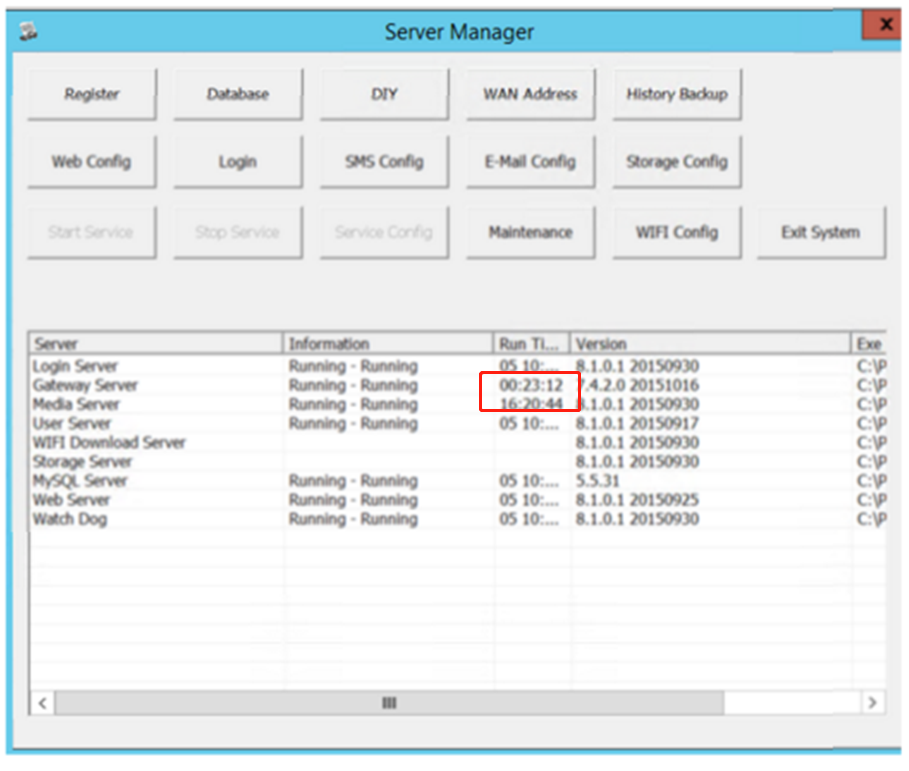 Server Manager
Register Database DIY WAN Address History Backup
Web Config Login SMS Config E-Mail Config Storage Config
Start Service Stop Service Service Config Maintenance WIFI Config Exit System
Server Information Run Ti... Version Exe
Login Server Running - Running 05 10:... 8.1.0.1 20150930 C:\P
Gateway Server Running - Running 00:23:12 7.4.2.0 20151016 C:\P
Media Server Running - Running 16:20:44 8.1.0.1 20150930 C:\P
User Server Running - Running 05 10:... 8.1.0.1 20150917 C:\P
WIFI Download Server 8.1.0.1 20150930 C:\P
Storage Server 8.1.0.1 20150930 C:\P
MySQL Server Running - Running 05 10:... 5.5.31 C:\P
Web Server Running - Running 05 10:... 8.1.0.1 20150925 C:\P
Watch Dog Running - Running 05 10:... 8.1.0.1 20150930 C:\P